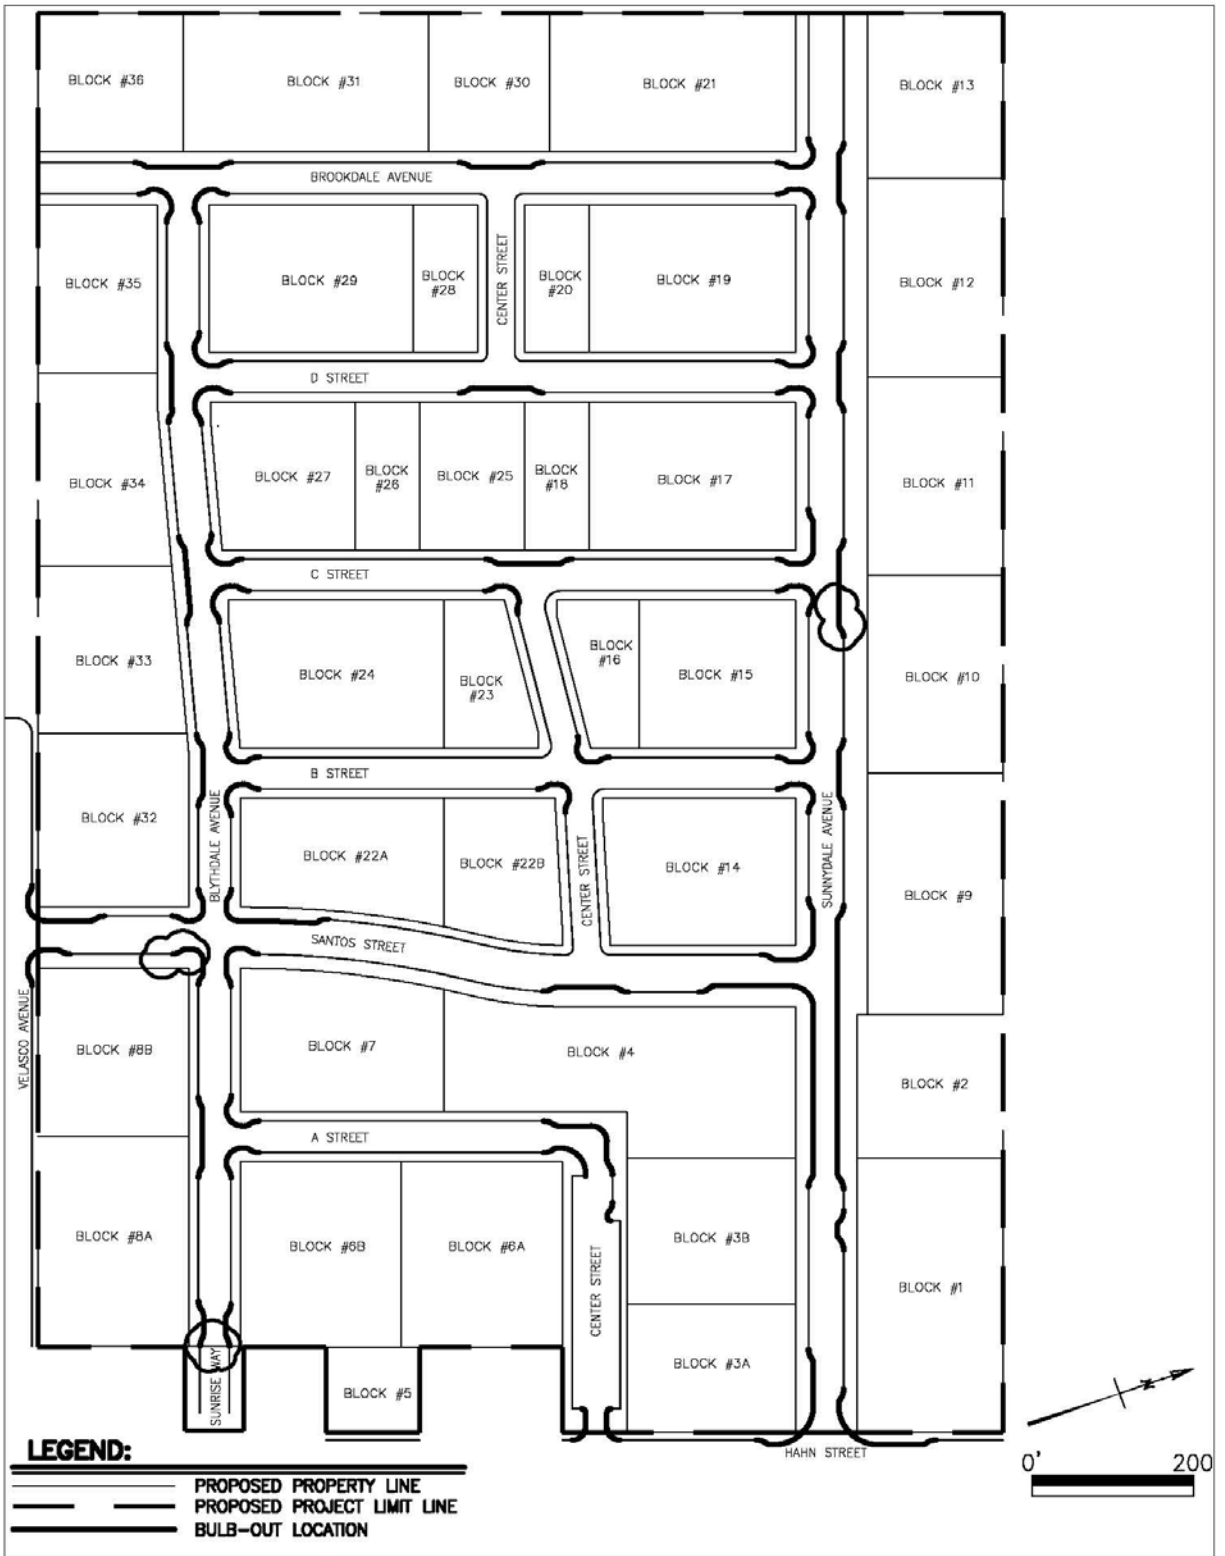 BLOCK #36
BLOCK #31
BLOCK #30
BLOCK #21
BLOCK #13
BROOKDALE AVENUE
BLOCK #35
BLOCK #29
BLOCK
#28
CENTER STREET
BLOCK
#20
BLOCK #19
BLOCK #12
D STREET
BLOCK #34
BLOCK #27
BLOCK
#26
BLOCK #25
BLOCK
#18
BLOCK #17
BLOCK #11
C STREET
BLOCK #33
BLOCK #24
BLOCK
#23
BLOCK
#16
BLOCK #15
BLOCK #10
B STREET
BLOCK #32
BLYTHDALE AVENUE
BLOCK #22A
BLOCK #22B
CENTER STREET
BLOCK #14
SUNNYDALE AVENUE
BLOCK #9
SANTOS STREET
VELASCO AVENUE
BLOCK #8B
BLOCK #7
BLOCK #4
BLOCK #2
A STREET
BLOCK #8A
BLOCK #6B
BLOCK #6A
CENTER STREET
BLOCK #3B
BLOCK #1
BLOCK #3A
SUNRISE WAY
BLOCK #5
N
HAHN STREET
0' 200
LEGEND:
PROPOSED PROPERTY LINE
PROPOSED PROJECT LIMIT LINE
BULB-OUT LOCATION